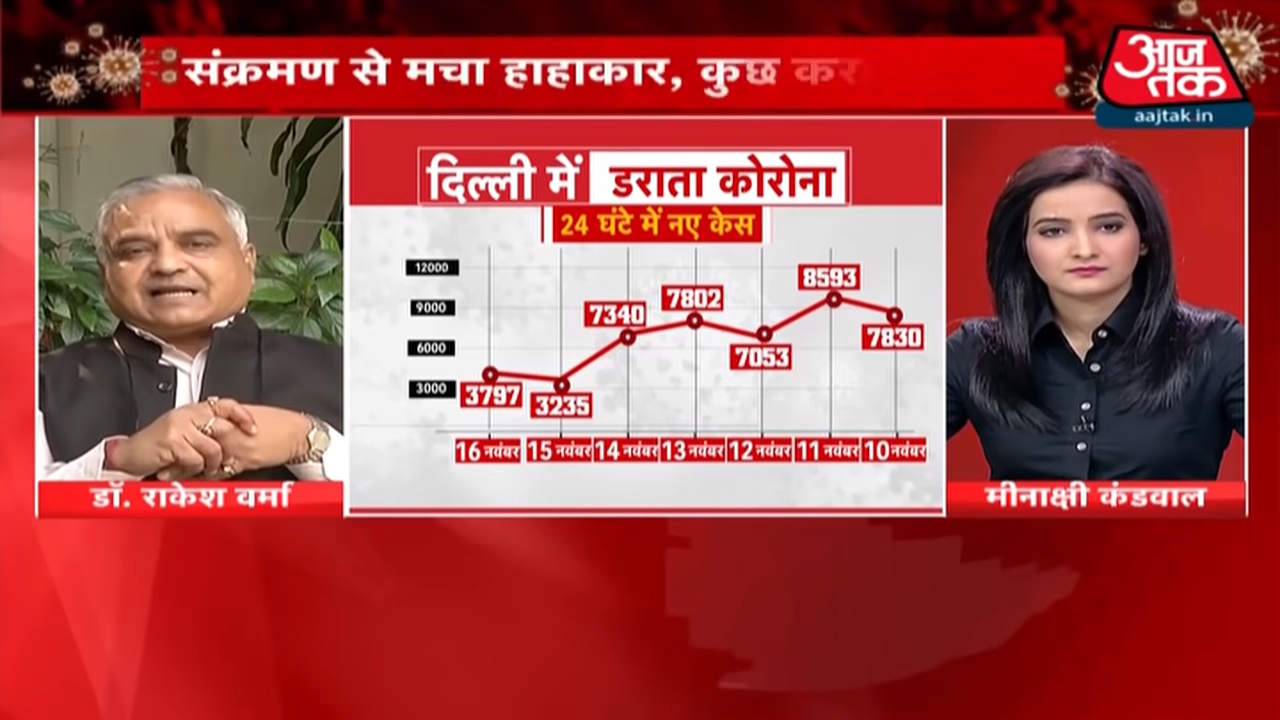 संक्रमण से मचा हाहाकार, कुछ कर
आज
तक
aajtak.in
दिल्ली में डराता कोरोना
24 घंटे में नए केस
12000
9000
6000
3000
3797
3235
7340
7802
7053
8593
7830
16 नवंबर 15 नवंबर 14 नवंबर 13 नवंबर 12 नवंबर 11 नवंबर 10 नवंबर
डॉ. राकेश वर्मा
मीनाक्षी कंडवाल